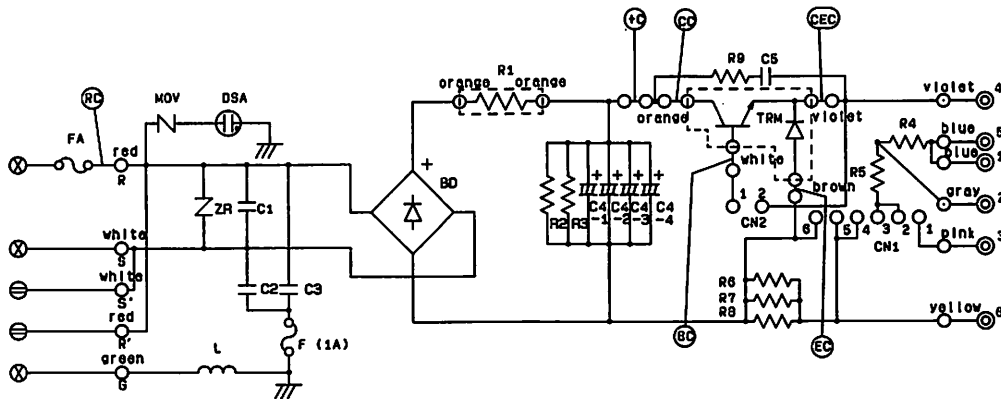 +C
CC
CEC
R9
C5
R1
orange
orange
violet
4
RC
MOV
DSA
orange
violet
TRM
R4
blue
5
blue
1
FA
red
R
+
BD
white
R5
gray
2
ZR
C1
+
+
+
+
R2
R3
C4
-1
C4
-2
C4
-3
C4
-4
1
2
CN2
brown
6
5
4
3
2
1
CN1
pink
3
white
S
white
S'
C2
C3
red
R'
F (1A)
R6
R7
R8
yellow
6
BC
EC
green
G
L